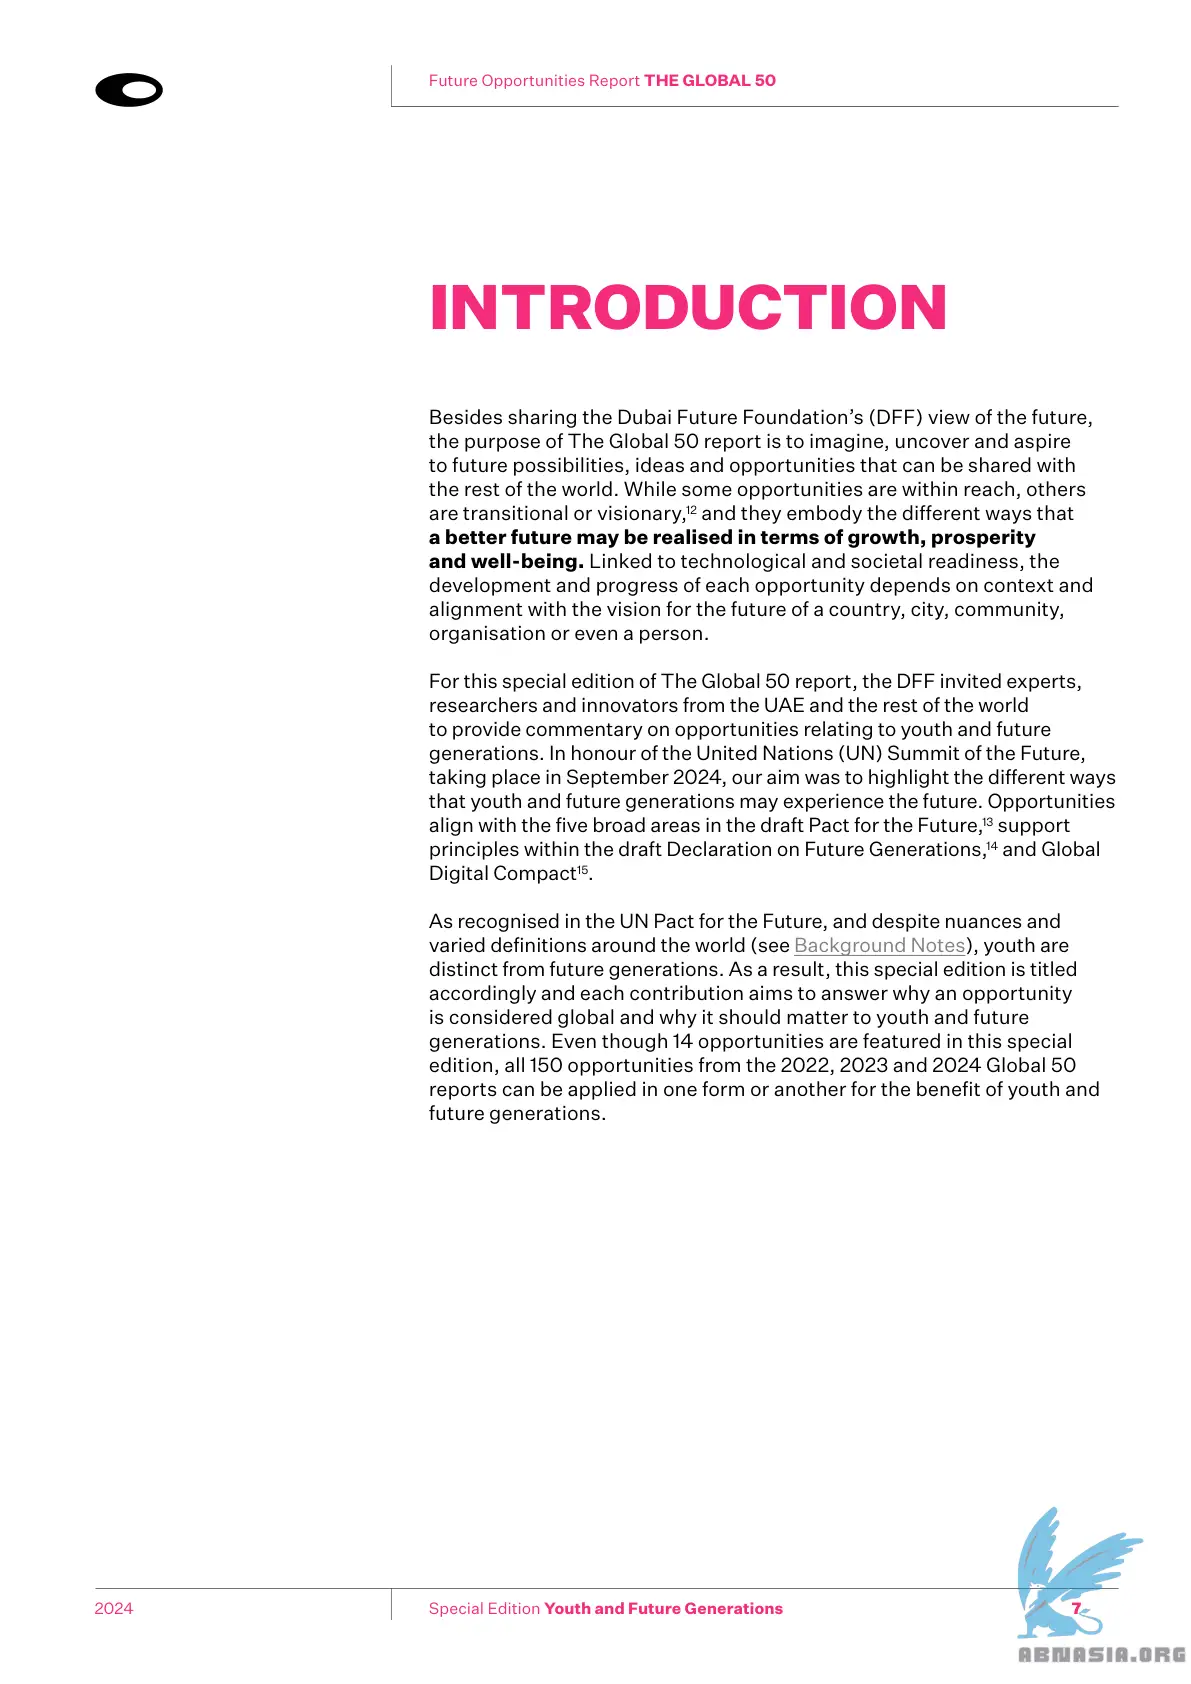 Future Opportunities Report THE GLOBAL 50
INTRODUCTION
Besides sharing the Dubai Future Foundation’s (DFF) view of the future,
the purpose of The Global 50 report is to imagine, uncover and aspire
to future possibilities, ideas and opportunities that can be shared with
the rest of the world. While some opportunities are within reach, others
are transitional or visionary,12 and they embody the different ways that
a better future may be realised in terms of growth, prosperity
and well-being. Linked to technological and societal readiness, the
development and progress of each opportunity depends on context and
alignment with the vision for the future of a country, city, community,
organisation or even a person.
For this special edition of The Global 50 report, the DFF invited experts,
researchers and innovators from the UAE and the rest of the world
to provide commentary on opportunities relating to youth and future
generations. In honour of the United Nations (UN) Summit of the Future,
taking place in September 2024, our aim was to highlight the different ways
that youth and future generations may experience the future. Opportunities
align with the five broad areas in the draft Pact for the Future,13 support
principles within the draft Declaration on Future Generations,14 and Global
Digital Compact15.
As recognised in the UN Pact for the Future, and despite nuances and
varied definitions around the world (see Background Notes), youth are
distinct from future generations. As a result, this special edition is titled
accordingly and each contribution aims to answer why an opportunity
is considered global and why it should matter to youth and future
generations. Even though 14 opportunities are featured in this special
edition, all 150 opportunities from the 2022, 2023 and 2024 Global 50
reports can be applied in one form or another for the benefit of youth and
future generations.
2024
Special Edition Youth and Future Generations
7
ABNASIA.ORG